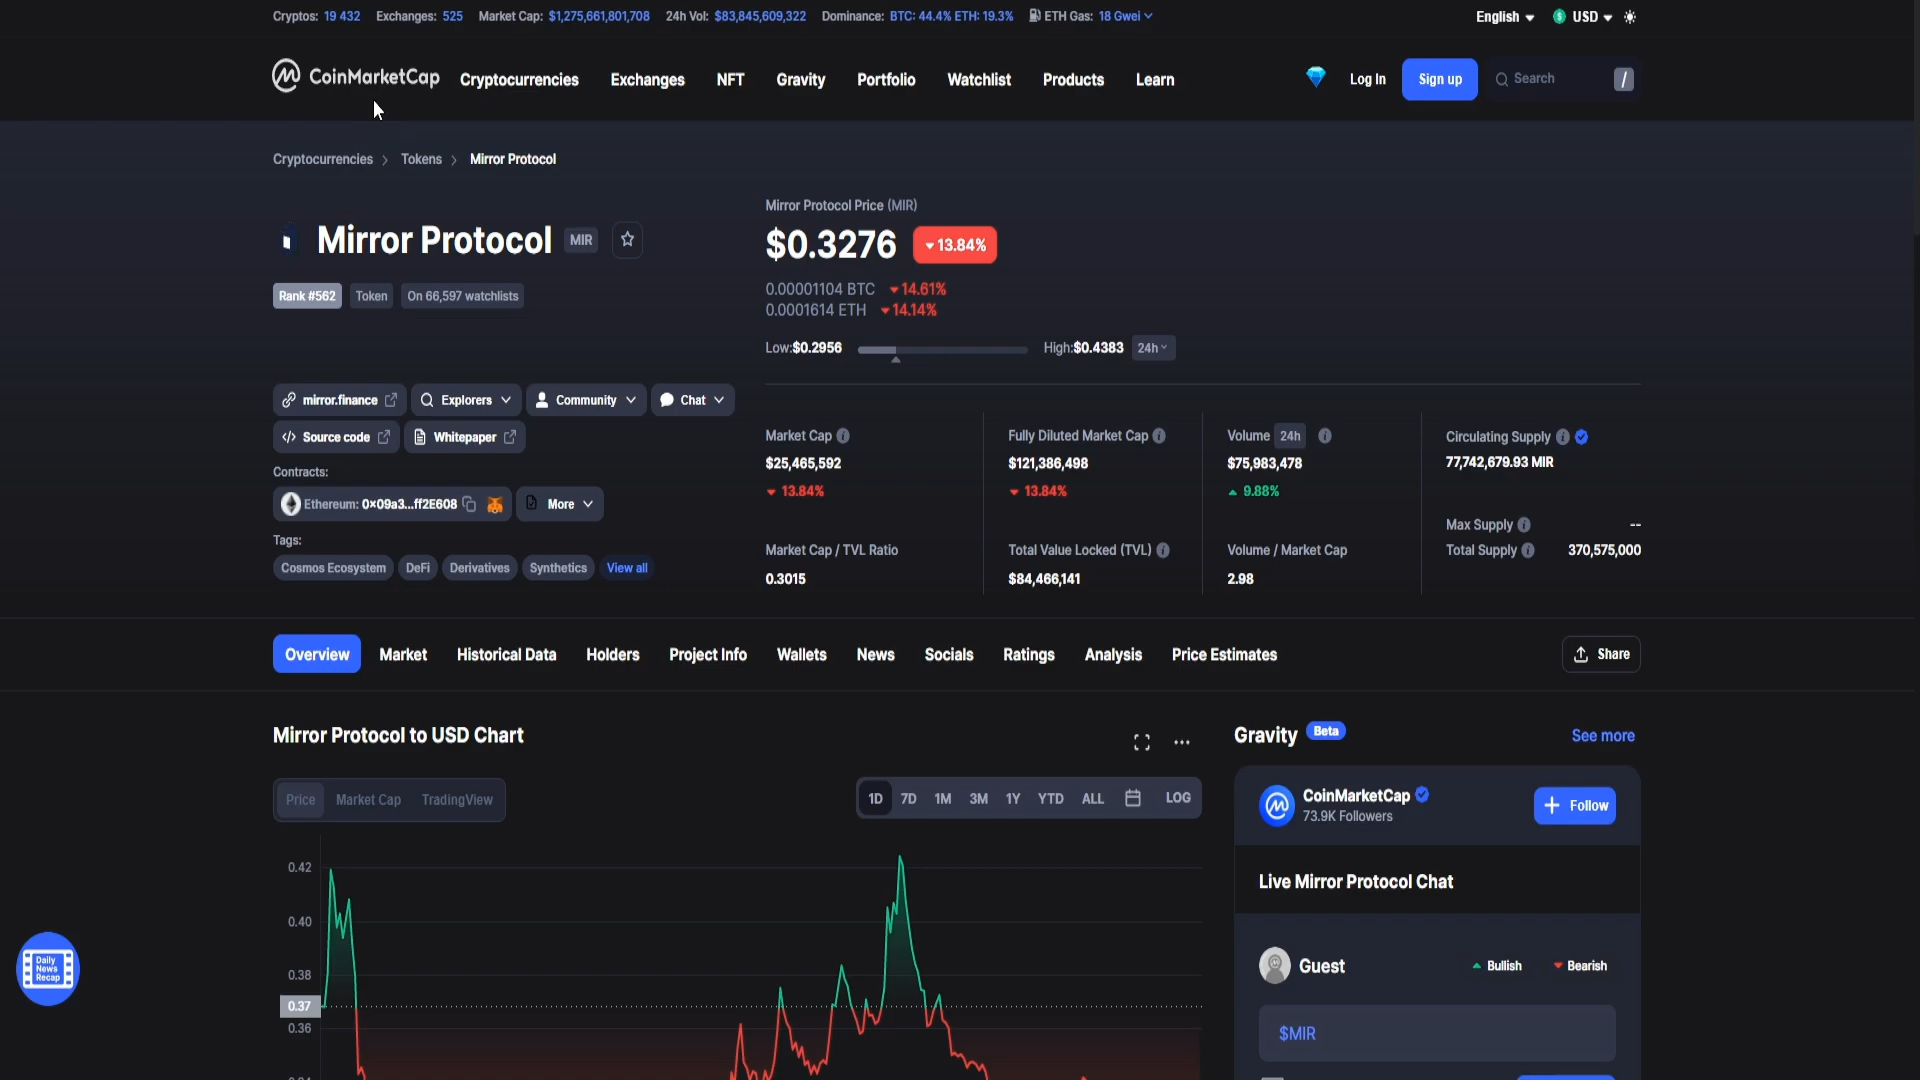 Cryptos: 19 432 Exchanges: 525 Market Cap: $1,275,661,801,708 24h Vol: $83,845,609,322 Dominance: BTC: 44.4% ETH: 19.3% ETH Gas: 18 Gwei English USD
CoinMarketCap Cryptocurrencies Exchanges NFT Gravity Portfolio Watchlist Products Learn Log In Sign up Search /
Cryptocurrencies > Tokens > Mirror Protocol
Mirror Protocol Price (MIR)
Mirror Protocol MIR
$0.3276 13.84%
Rank #562 Token On 66,597 watchlists
0.00001104 BTC 14.61%
0.0001614 ETH 14.14%
Low:$0.2956 High:$0.4383 24h
mirror.finance Explorers Community Chat
Source code Whitepaper
Contracts:
Ethereum: 0x09a3...ff2E608 More
Tags:
Cosmos Ecosystem DeFi Derivatives Synthetics View all
Market Cap
$25,465,592
13.84%
Market Cap / TVL Ratio
0.3015
Fully Diluted Market Cap
$121,386,498
13.84%
Total Value Locked (TVL)
$84,466,141
Volume 24h
$75,983,478
9.88%
Volume / Market Cap
2.98
Circulating Supply
77,742,679.93 MIR
Max Supply --
Total Supply 370,575,000
Overview Market Historical Data Holders Project Info Wallets News Socials Ratings Analysis Price Estimates Share
Mirror Protocol to USD Chart
Price Market Cap TradingView
1D 7D 1M 3M 1Y YTD ALL LOG
0.42
0.40
0.38
0.37
0.36
Gravity Beta See more
CoinMarketCap
73.9K Followers
+ Follow
Live Mirror Protocol Chat
Guest Bullish Bearish
$MIR
Daily
News
Recap